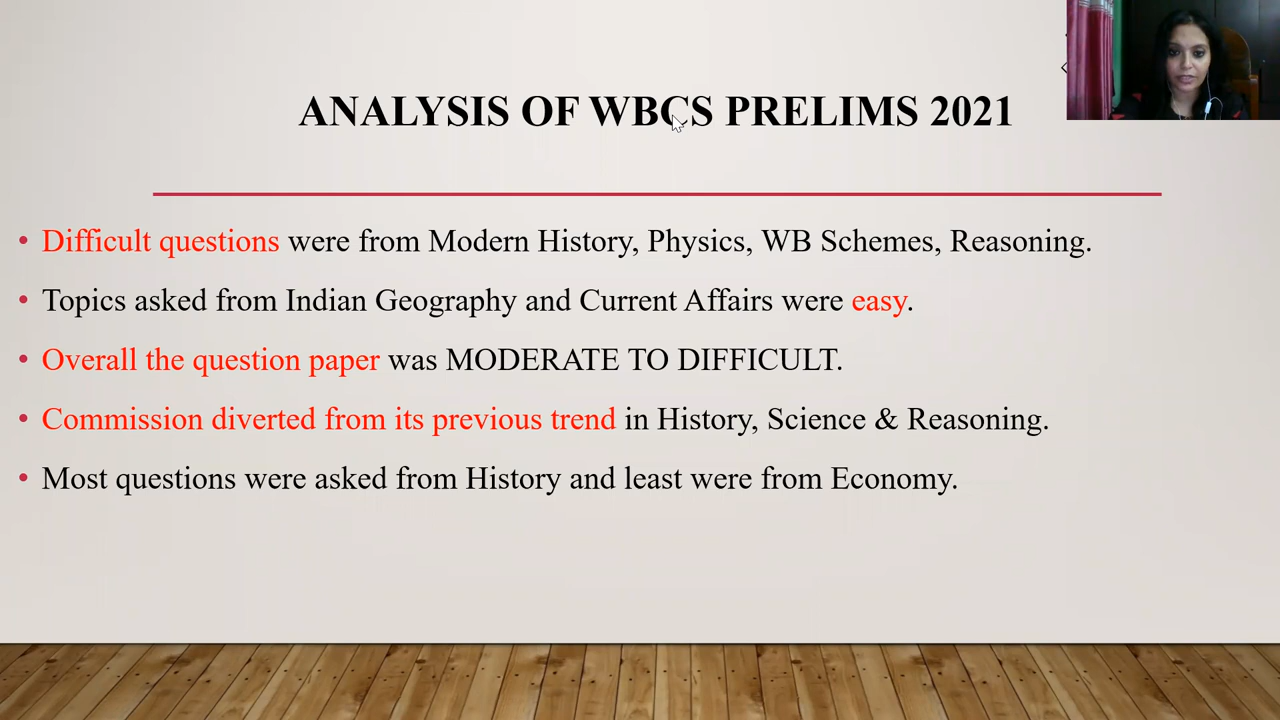 ANALYSIS OF WBCS PRELIMS 2021
• Difficult questions were from Modern History, Physics, WB Schemes, Reasoning.
• Topics asked from Indian Geography and Current Affairs were easy.
• Overall the question paper was MODERATE TO DIFFICULT.
• Commission diverted from its previous trend in History, Science & Reasoning.
• Most questions were asked from History and least were from Economy.